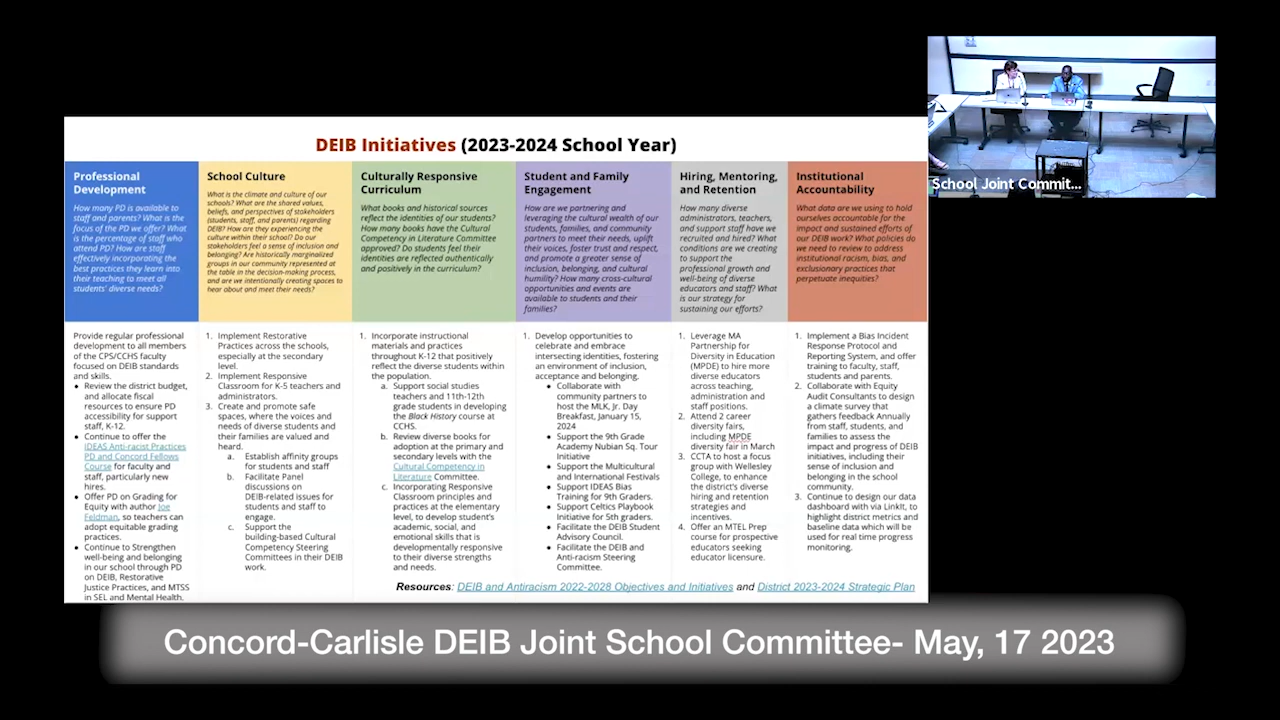 School Joint Commit...
DEIB Initiatives (2023-2024 School Year)
Professional
Development
How many PD is available to
staff and parents? What is the
focus of the PD we offer? What
is the percentage of staff who
attend PD? How are staff
effectively incorporating the
best practices they learn into
their teaching to meet all
students' diverse needs?
School Culture
What is the climate and culture of our
schools? What are the shared values,
beliefs, and perspectives of stakeholders
(students, staff, and parents) regarding
DEIB? How are they experiencing the
culture within their school? Do our
stakeholders feel a sense of inclusion and
belonging? Are historically marginalized
groups in our community represented at
the table in the decision-making process,
and are we intentionally creating spaces to
hear about and meet their needs?
Culturally Responsive
Curriculum
What books and historical sources
reflect the identities of our students?
How many books have the Cultural
Competency in Literature Committee
approved? Do students feel their
identities are reflected authentically
and positively in the curriculum?
Student and Family
Engagement
How are we partnering and
leveraging the cultural wealth of our
students, families, and community
partners to meet their needs, uplift
their voices, foster trust and respect,
and promote a greater sense of
inclusion, belonging, and cultural
humility? How many cross-cultural
opportunities and events are
available to students and their
families?
Hiring, Mentoring,
and Retention
How many diverse
administrators, teachers,
and support staff have we
recruited and hired? What
conditions are we creating
to support the
professional growth and
well-being of diverse
educators and staff? What
is our strategy for
sustaining our efforts?
Institutional
Accountability
What data are we using to hold
ourselves accountable for the
impact and sustained efforts of
our DEIB work? What policies do
we need to review to address
institutional racism, bias, and
exclusionary practices that
perpetuate inequities?
Provide regular professional
development to all members
of the CPS/CCHS faculty
focused on DEIB standards
and skills.
● Review the district budget,
and allocate fiscal
resources to ensure PD
accessibility for support
staff, K-12.
● Continue to offer the
IDEAS Anti-racist Practices
PD and Concord Fellows
Course for faculty and
staff, particularly new
hires.
● Offer PD on Grading for
Equity with author Joe
Feldman, so teachers can
adopt equitable grading
practices.
● Continue to Strengthen
well-being and belonging
in our school through PD
on DEIB, Restorative
Justice Practices, and MTSS
in SEL and Mental Health.
1. Implement Restorative
Practices across the schools,
especially at the secondary
level.
2. Implement Responsive
Classroom for K-5 teachers and
administrators.
3. Create and promote safe
spaces, where the voices and
needs of diverse students and
their families are valued and
heard.
a. Establish affinity groups
for students and staff
b. Facilitate Panel
discussions on
DEIB-related issues for
students and staff to
engage.
c. Support the
building-based Cultural
Competency Steering
Committees in their DEIB
work.
1. Incorporate instructional
materials and practices
throughout K-12 that positively
reflect the diverse students within
the population.
a. Support social studies
teachers and 11th-12th
grade students in developing
the Black History course at
CCHS.
b. Review diverse books for
adoption at the primary and
secondary levels with the
Cultural Competency in
Literature Committee.
c. Incorporating Responsive
Classroom principles and
practices at the elementary
level, to develop student's
academic, social, and
emotional skills that is
developmentally responsive
to their diverse strengths
and needs.
1. Develop opportunities to
celebrate and embrace
intersecting identities, fostering
an environment of inclusion,
acceptance and belonging.
● Collaborate with
community partners to
host the MLK, Jr. Day
Breakfast, January 15,
2024
● Support the 9th Grade
Academy Nubian Sq. Tour
Initiative
● Support the Multicultural
and International Festivals
● Support IDEAS Bias
Training for 9th Graders.
● Support Celtics Playbook
Initiative for 5th graders.
● Facilitate the DEIB Student
Advisory Council.
● Facilitate the DEIB and
Anti-racism Steering
Committee.
1. Leverage MA
Partnership for
Diversity in Education
(MPDE) to hire more
diverse educators
across teaching,
administration and
staff positions.
2. Attend 2 career
diversity fairs,
including MPDE
diversity fair in March
3. CCTA to host a focus
group with Wellesley
College, to enhance
the district's diverse
hiring and retention
strategies and
incentives.
4. Offer an MTEL Prep
course for prospective
educators seeking
educator licensure.
1. Implement a Bias Incident
Response Protocol and
Reporting System, and offer
training to faculty, staff,
students and parents.
2. Collaborate with Equity
Audit Consultants to design
a climate survey that
gathers feedback Annually
from staff, students, and
families to assess the
impact and progress of DEIB
initiatives, including their
sense of inclusion and
belonging in the school
community.
3. Continue to design our data
dashboard with via LinkIt, to
highlight district metrics and
baseline data which will be
used for real time progress
monitoring.
Resources: DEIB and Antiracism 2022-2028 Objectives and Initiatives and District 2023-2024 Strategic Plan
Concord-Carlisle DEIB Joint School Committee- May, 17 2023